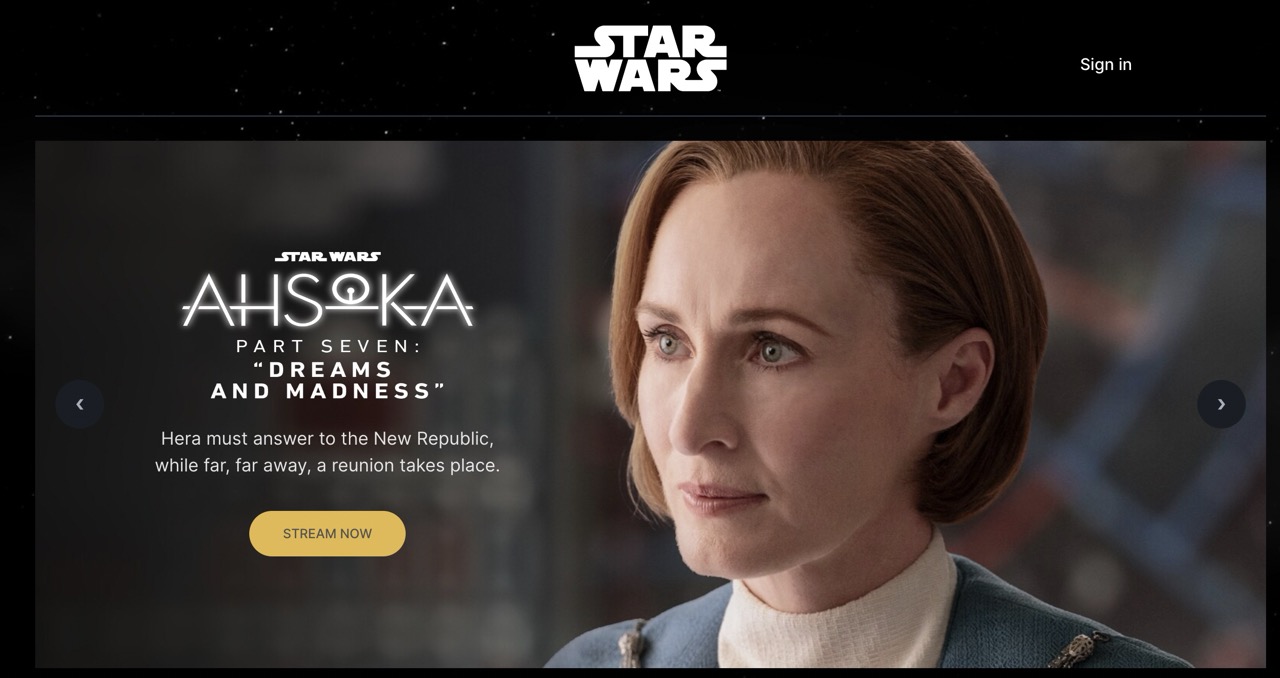 STAR
WARS
Sign in
STAR WARS
AHSOKA
PART SEVEN:
“DREAMS
AND MADNESS”
Hera must answer to the New Republic,
while far, far away, a reunion takes place.
STREAM NOW